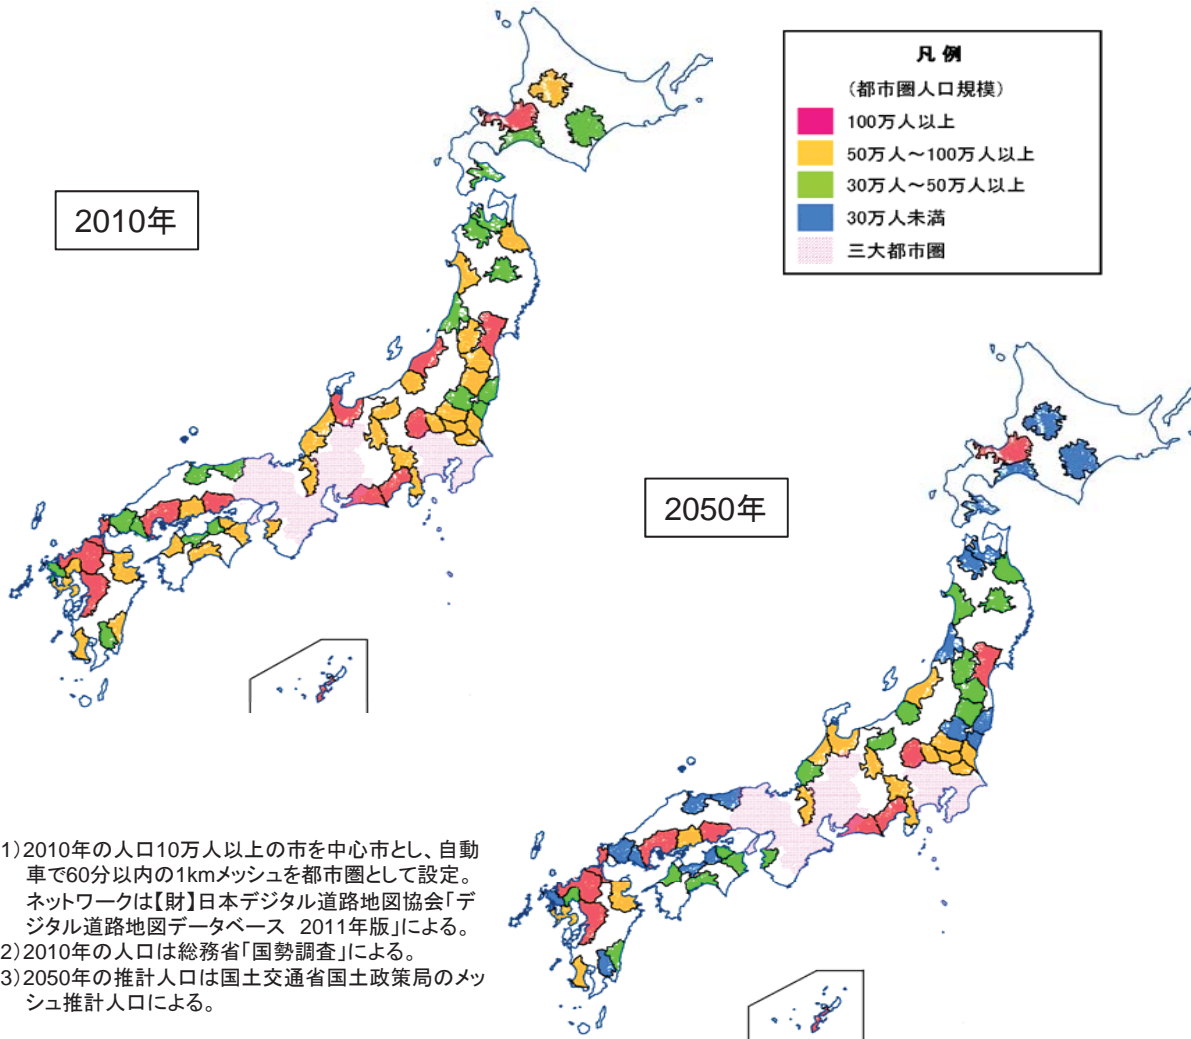 凡例
（都市圏人口規模）
100万人以上
50万人～100万人以上
30万人～50万人以上
30万人未満
三大都市圏
2010年
2050年
1）2010年の人口10万人以上の市を中心市とし、自動
車で60分以内の1kmメッシュを都市圏として設定。
ネットワークは【財】日本デジタル道路地図協会「デ
ジタル道路地図データベース　2011年版」による。
2）2010年の人口は総務省「国勢調査」による。
3）2050年の推計人口は国土交通省国土政策局のメッ
シュ推計人口による。